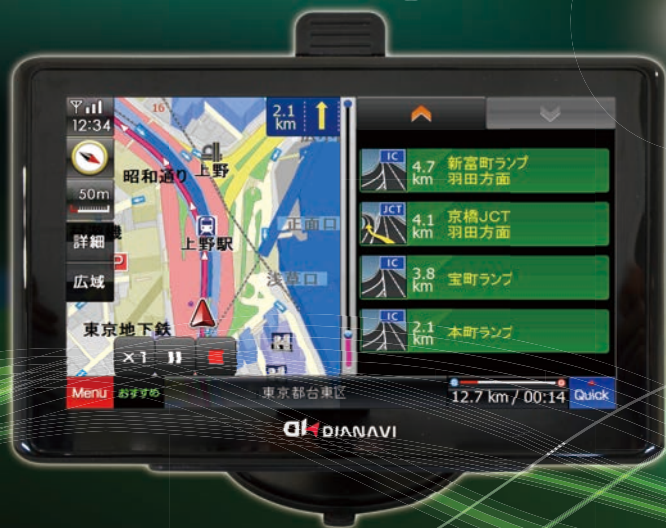 12:34
50m
詳細
広域
Menu
16
2.1
km
昭和通り
上野
正面口
上野駅
浅草口
P
東京地下鉄
×1
おすすめ
東京都台東区
IC
4.7
km
新富町ランプ
羽田方面
JCT
4.1
km
京橋JCT
羽田方面
IC
3.8
km
宝町ランプ
IC
2.1
km
本町ランプ
12.7 km / 00:14
Quick
DIANAVI